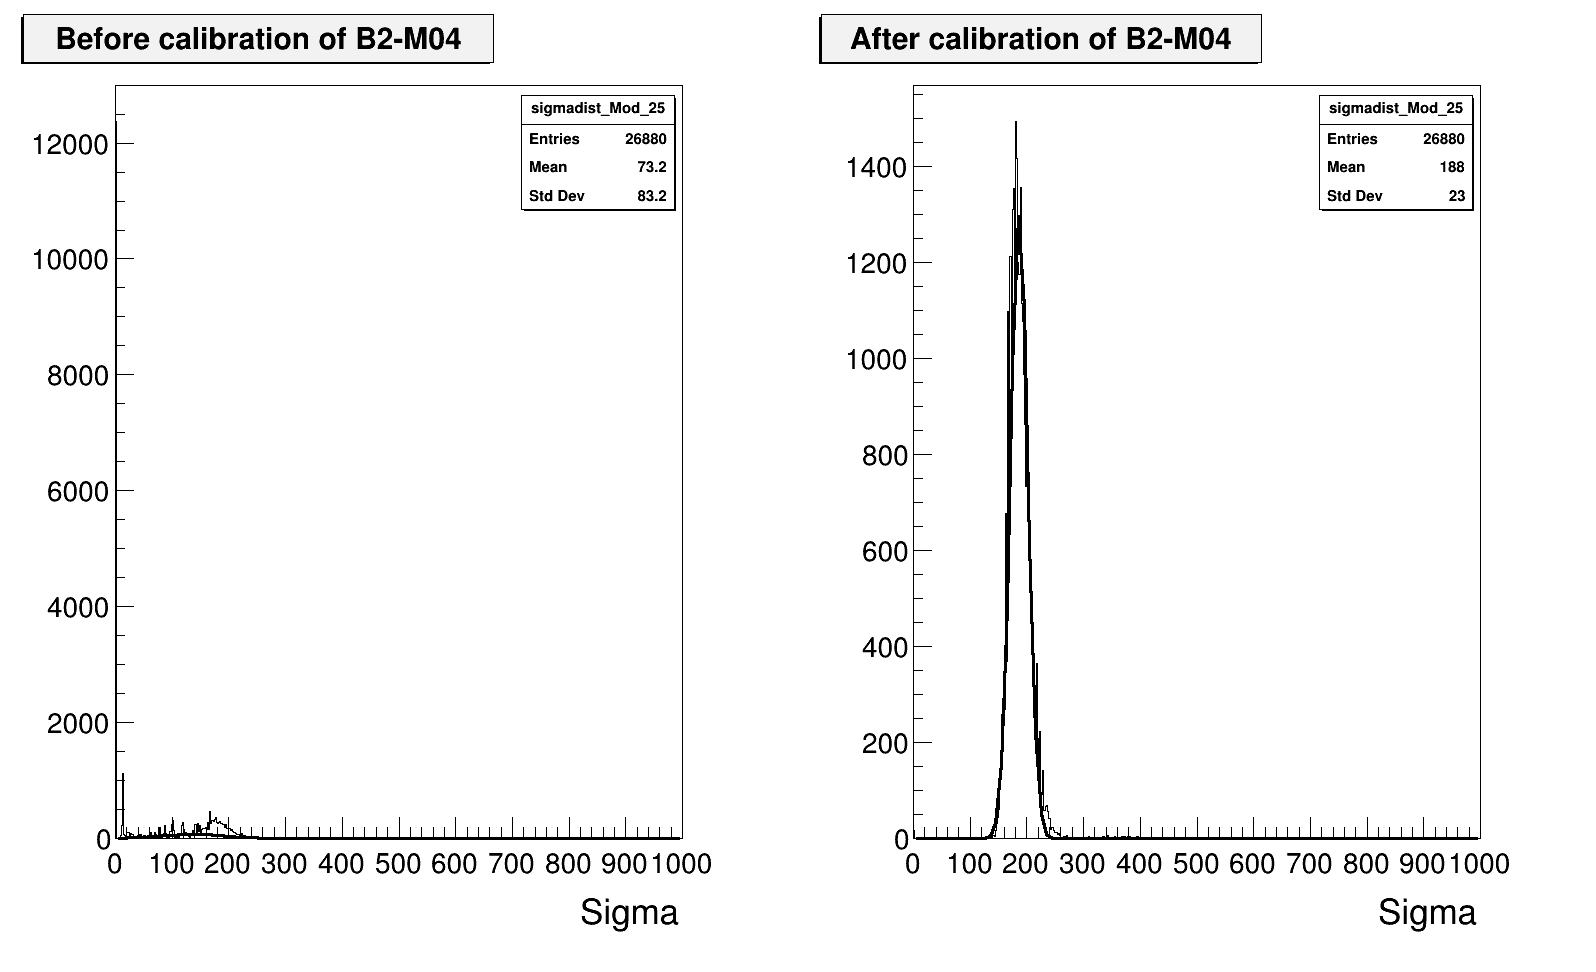 Before calibration of B2-M04
sigmadist_Mod_25
Entries 26880
Mean 73.2
Std Dev 83.2
12000
10000
8000
6000
4000
2000
0
0 100 200 300 400 500 600 700 800 900 1000
Sigma
After calibration of B2-M04
sigmadist_Mod_25
Entries 26880
Mean 188
Std Dev 23
1400
1200
1000
800
600
400
200
0
0 100 200 300 400 500 600 700 800 900 1000
Sigma